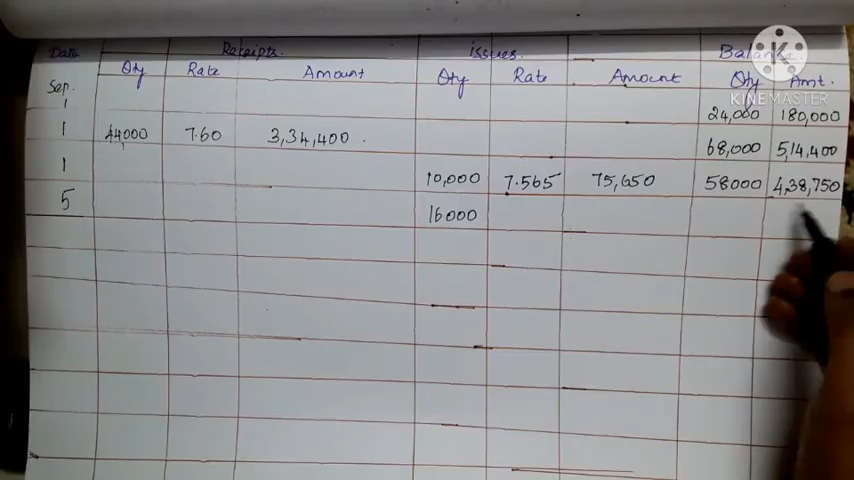 Date Receipts. Issues. Balance
Qty Rate Amount Qty Rate Amount Qty Amt.
Sep.
1 24,000 180,000
1 44,000 7.60 3,34,400. 68,000 5,14,400
1 10,000 7.565 75,650 58000 4,38,750
5 16000
KINEMASTER